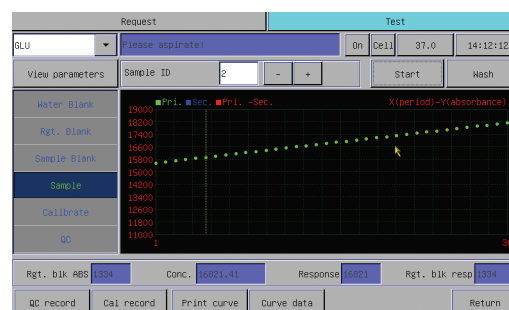 Request Test
GLU Please aspirate! On Cell 37.0 14:12:12
View parameters Sample ID 2 - + Start Wash
Water Blank
Rgt. Blank
Sample Blank
Sample
Calibrate
QC
Pri. Sec. Pri. -Sec. X(period)-Y(absorbance)
19000
18200
17400
16600
15800
15000
14200
13400
12600
11800
11000
1 30
Rgt. blk ABS 1334 Conc. 16821.41 Response 16821 Rgt. blk resp 1334
QC record Cal record Print curve Curve data Return